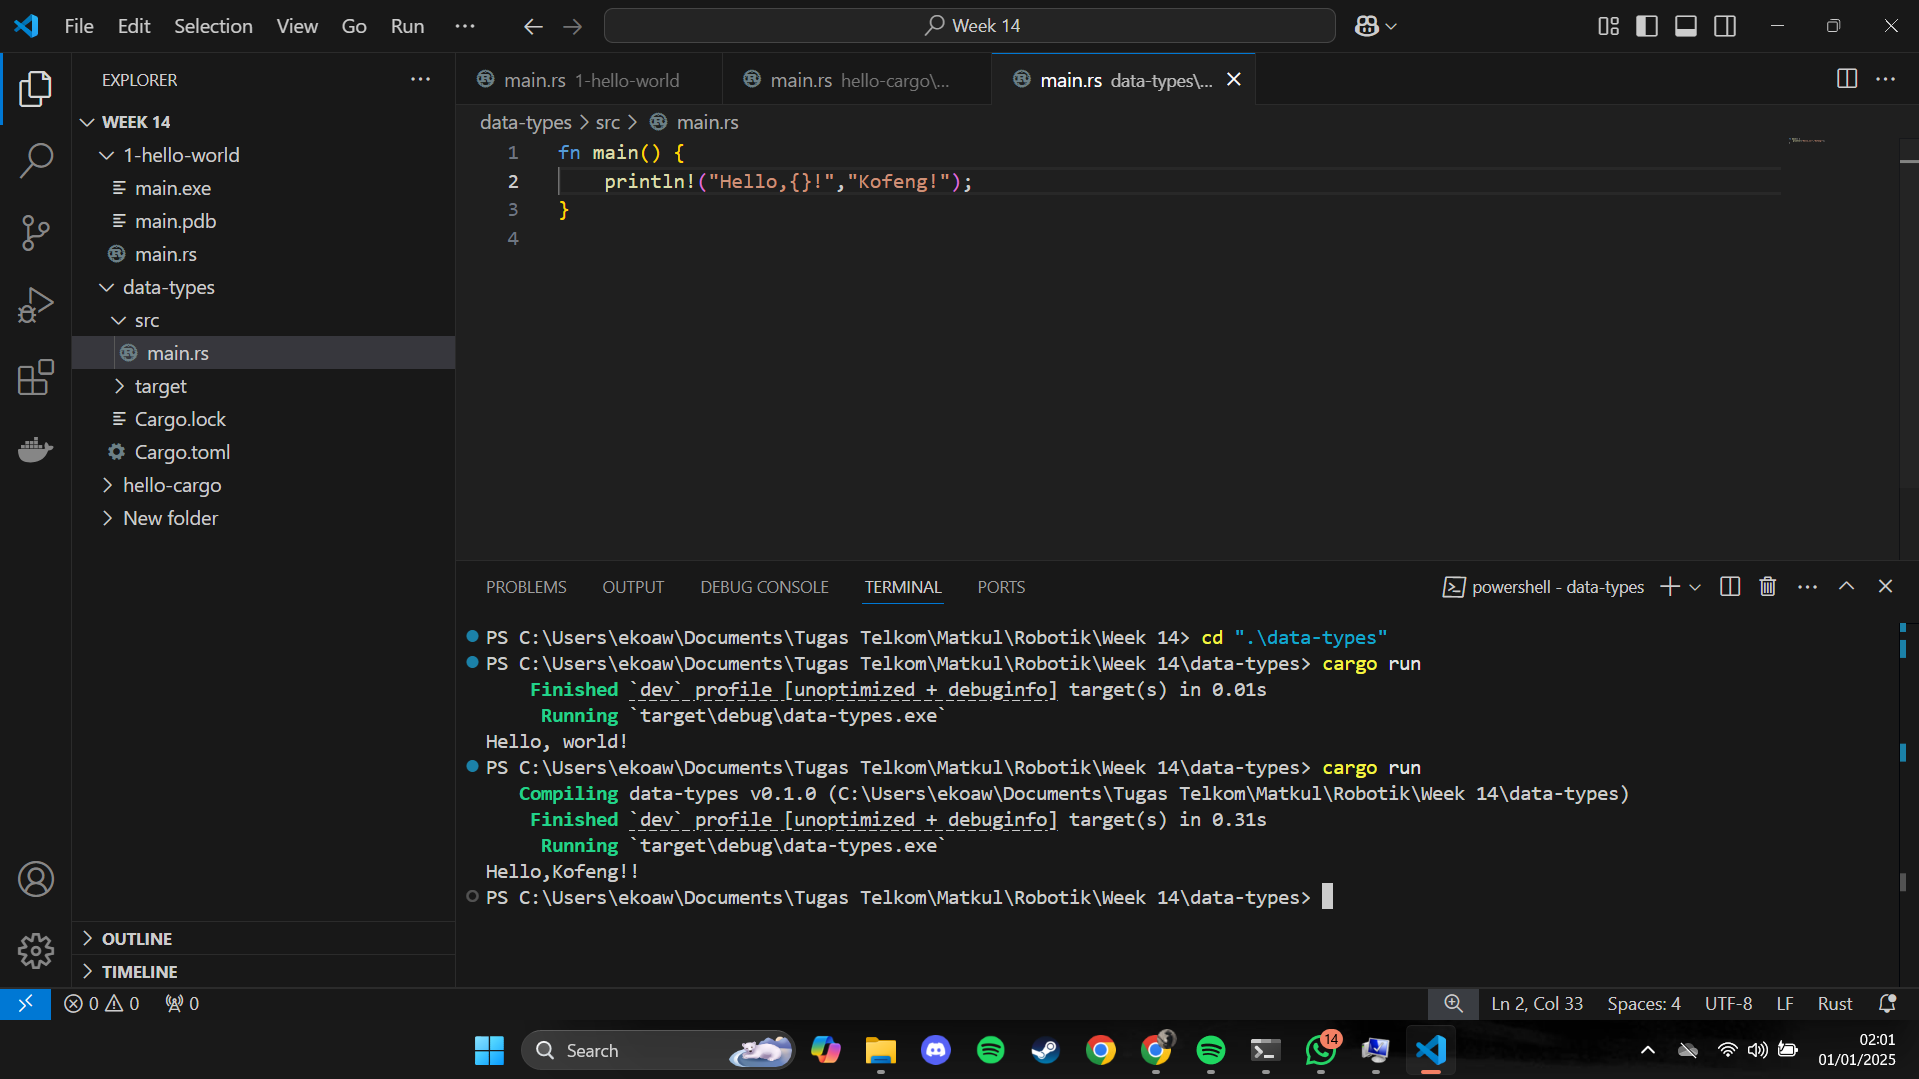 File Edit Selection View Go Run ···
Week 14
EXPLORER ···
WEEK 14
1-hello-world
main.exe
main.pdb
main.rs
data-types
src
main.rs
target
Cargo.lock
Cargo.toml
hello-cargo
New folder
OUTLINE
TIMELINE
main.rs 1-hello-world
main.rs hello-cargo\...
main.rs data-types\...
data-types > src > main.rs
1 fn main() {
2 println!("Hello,{}!","Kofeng!");
3 }
4
PROBLEMS OUTPUT DEBUG CONSOLE TERMINAL PORTS
powershell - data-types
PS C:\Users\ekoaw\Documents\Tugas Telkom\Matkul\Robotik\Week 14> cd ".\data-types"
PS C:\Users\ekoaw\Documents\Tugas Telkom\Matkul\Robotik\Week 14\data-types> cargo run
Finished `dev` profile [unoptimized + debuginfo] target(s) in 0.01s
Running `target\debug\data-types.exe`
Hello, world!
PS C:\Users\ekoaw\Documents\Tugas Telkom\Matkul\Robotik\Week 14\data-types> cargo run
Compiling data-types v0.1.0 (C:\Users\ekoaw\Documents\Tugas Telkom\Matkul\Robotik\Week 14\data-types)
Finished `dev` profile [unoptimized + debuginfo] target(s) in 0.31s
Running `target\debug\data-types.exe`
Hello,Kofeng!!
PS C:\Users\ekoaw\Documents\Tugas Telkom\Matkul\Robotik\Week 14\data-types>
0 0 0
Ln 2, Col 33 Spaces: 4 UTF-8 LF Rust
Search
14
02:01
01/01/2025